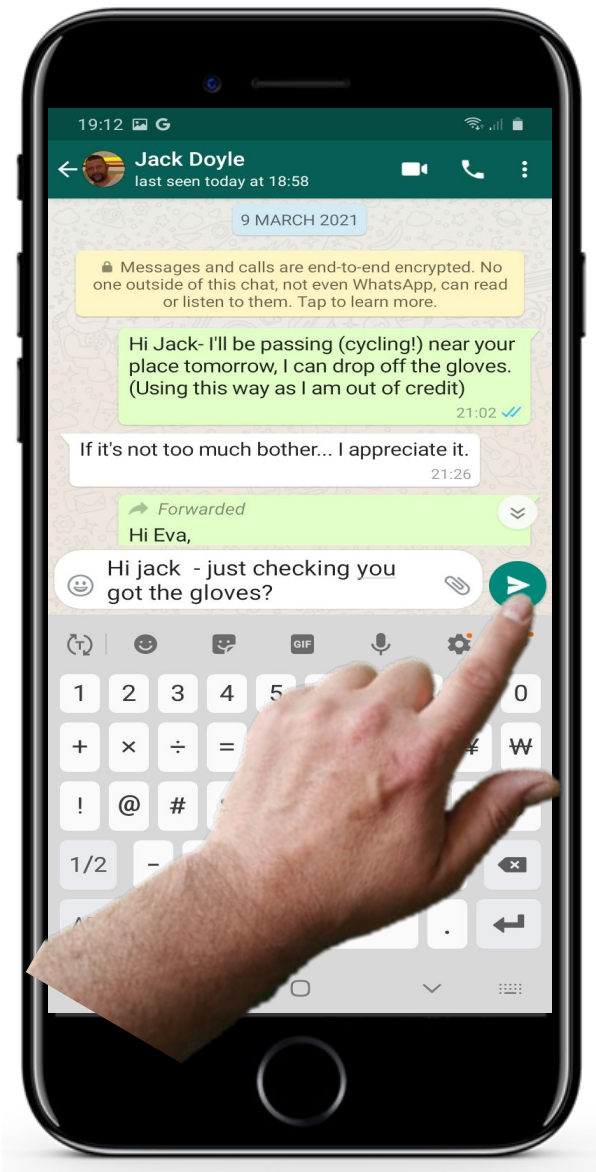 19:12 G
Jack Doyle
last seen today at 18:58
9 MARCH 2021
Messages and calls are end-to-end encrypted. No
one outside of this chat, not even WhatsApp, can read
or listen to them. Tap to learn more.
Hi Jack- I'll be passing (cycling!) near your
place tomorrow, I can drop off the gloves.
(Using this way as I am out of credit)
21:02
If it's not too much bother... I appreciate it.
21:26
Forwarded
Hi Eva,
Hi jack  - just checking you
got the gloves?
GIF
1 2 3 4 5 0
+ × ÷ = ₩
! @ #
1/2 -
.